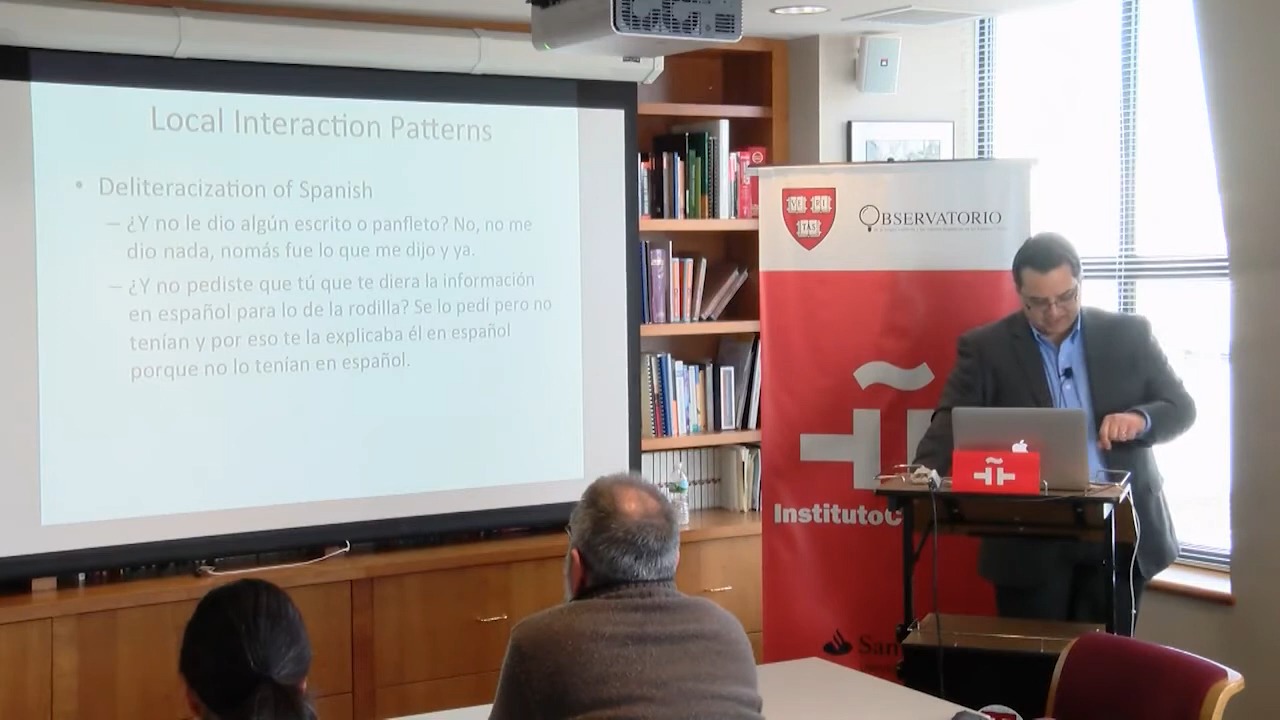 Local Interaction Patterns
• Deliteracization of Spanish
– ¿Y no le dio algún escrito o panfleto? No, no me
dio nada, nomás fue lo que me dijo y ya.
– ¿Y no pediste que tú que te diera la información
en español para lo de la rodilla? Se lo pedí pero no
tenían y por eso te la explicaba él en español
porque no lo tenían en español.
OBSERVATORIO
InstitutoC
San